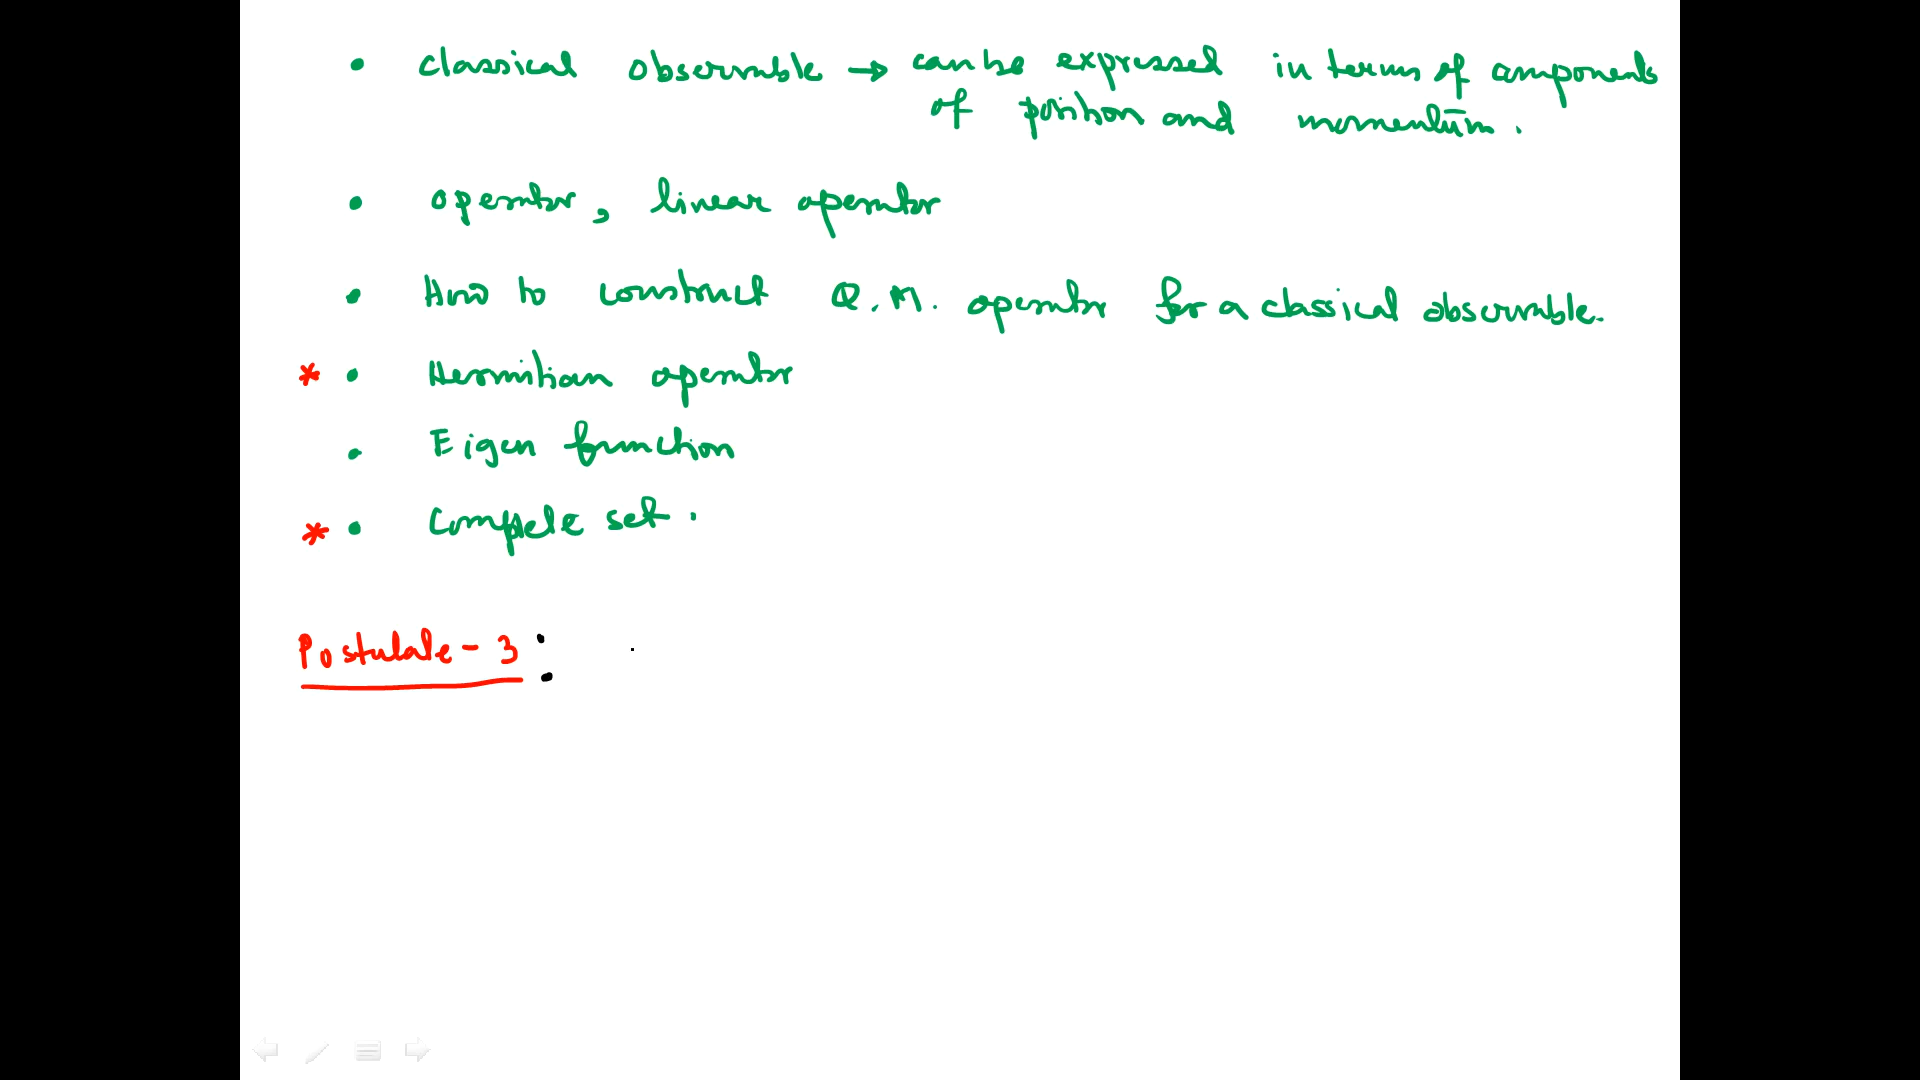 • classical observable → can be expressed in terms of components
of position and momentum.
• operator, linear operator
• How to construct Q.M. operator for a classical observable.
* • Hermitian operator
• Eigen function
* • Complete set.
Postulate - 3 :